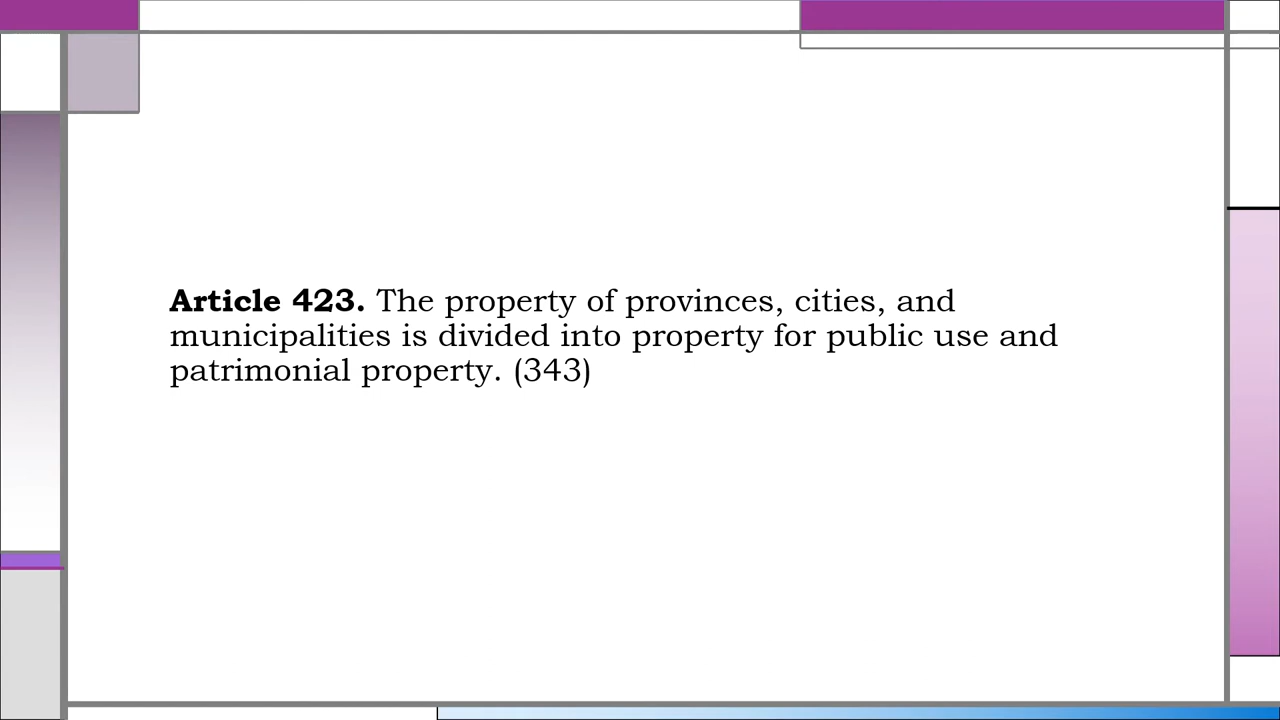 Article 423. The property of provinces, cities, and
municipalities is divided into property for public use and
patrimonial property. (343)